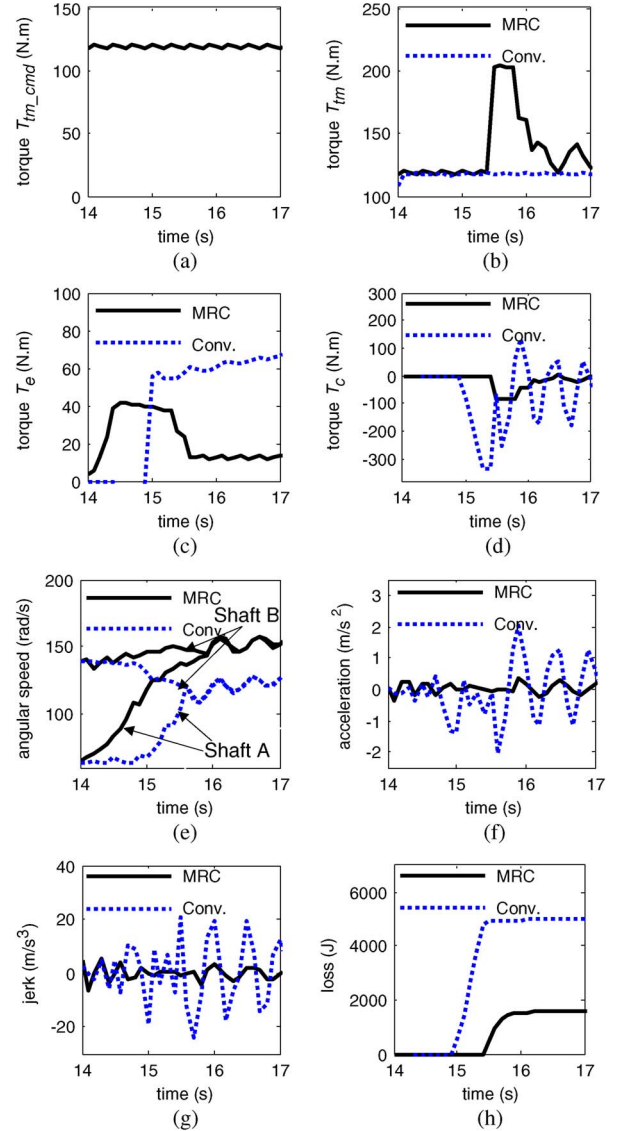 150
100
50
0
torque T_tm_cmd (N.m)
14 15 16 17
time (s)
(a)
250
200
150
100
torque T_tm (N.m)
MRC
Conv.
14 15 16 17
time (s)
(b)
100
80
60
40
20
0
torque T_e (N.m)
MRC
Conv.
14 15 16 17
time (s)
(c)
300
200
100
0
-100
-200
-300
torque T_c (N.m)
MRC
Conv.
14 15 16 17
time (s)
(d)
200
150
100
angular speed (rad/s)
MRC
Conv.
Shaft B
Shaft A
14 15 16 17
time (s)
(e)
3
2
1
0
-1
-2
acceleration (m/s²)
MRC
Conv.
14 15 16 17
time (s)
(f)
40
20
0
-20
jerk (m/s³)
MRC
Conv.
14 15 16 17
time (s)
(g)
6000
4000
2000
0
loss (J)
MRC
Conv.
14 15 16 17
time (s)
(h)